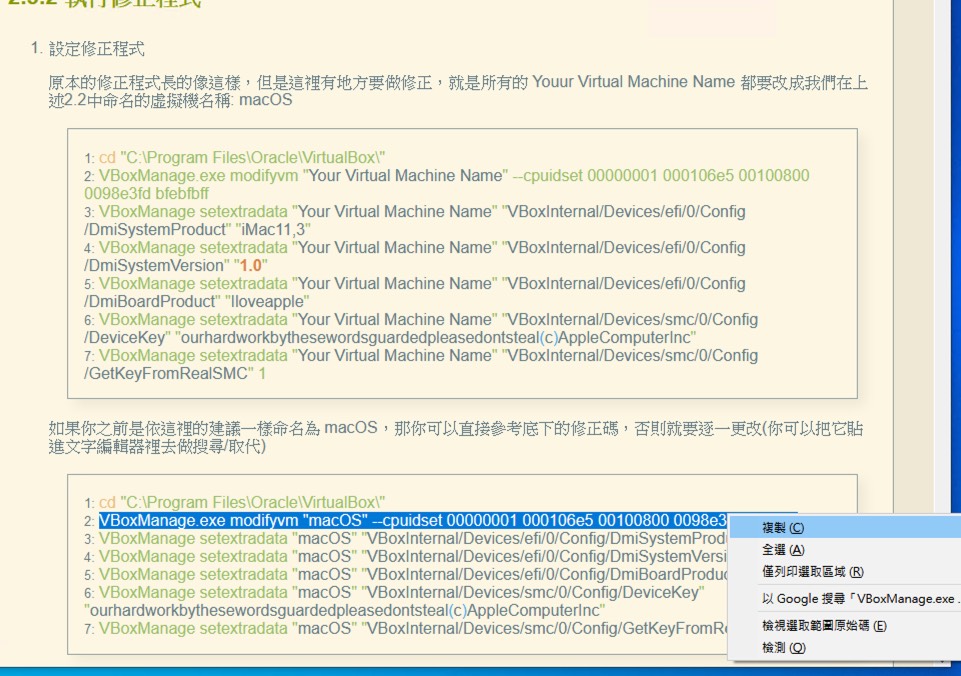 2.3.2 執行修正程式
1. 設定修正程式
原本的修正程式長的像這樣，但是這裡有地方要做修正，就是所有的 Youur Virtual Machine Name 都要改成我們在上
述2.2中命名的虛擬機名稱: macOS
1: cd "C:\Program Files\Oracle\VirtualBox\"
2: VBoxManage.exe modifyvm "Your Virtual Machine Name" --cpuidset 00000001 000106e5 00100800
0098e3fd bfebfbff
3: VBoxManage setextradata "Your Virtual Machine Name" "VBoxInternal/Devices/efi/0/Config
/DmiSystemProduct" "iMac11,3"
4: VBoxManage setextradata "Your Virtual Machine Name" "VBoxInternal/Devices/efi/0/Config
/DmiSystemVersion" "1.0"
5: VBoxManage setextradata "Your Virtual Machine Name" "VBoxInternal/Devices/efi/0/Config
/DmiBoardProduct" "Iloveapple"
6: VBoxManage setextradata "Your Virtual Machine Name" "VBoxInternal/Devices/smc/0/Config
/DeviceKey" "ourhardworkbythesewordsguardedpleasedontsteal(c)AppleComputerInc"
7: VBoxManage setextradata "Your Virtual Machine Name" "VBoxInternal/Devices/smc/0/Config
/GetKeyFromRealSMC" 1
如果你之前是依這裡的建議一樣命名為 macOS，那你可以直接參考底下的修正碼，否則就要逐一更改(你可以把它貼
進文字編輯器裡去做搜尋/取代)
1: cd "C:\Program Files\Oracle\VirtualBox\"
2: VBoxManage.exe modifyvm "macOS" --cpuidset 00000001 000106e5 00100800 0098e3
3: VBoxManage setextradata "macOS" "VBoxInternal/Devices/efi/0/Config/DmiSystemProd
4: VBoxManage setextradata "macOS" "VBoxInternal/Devices/efi/0/Config/DmiSystemVersi
5: VBoxManage setextradata "macOS" "VBoxInternal/Devices/efi/0/Config/DmiBoardProduc
6: VBoxManage setextradata "macOS" "VBoxInternal/Devices/smc/0/Config/DeviceKey"
"ourhardworkbythesewordsguardedpleasedontsteal(c)AppleComputerInc"
7: VBoxManage setextradata "macOS" "VBoxInternal/Devices/smc/0/Config/GetKeyFromR
複製 (C)
全選 (A)
僅列印選取區域 (R)
以 Google 搜尋「VBoxManage.exe ..
檢視選取範圍原始碼 (E)
檢測 (Q)